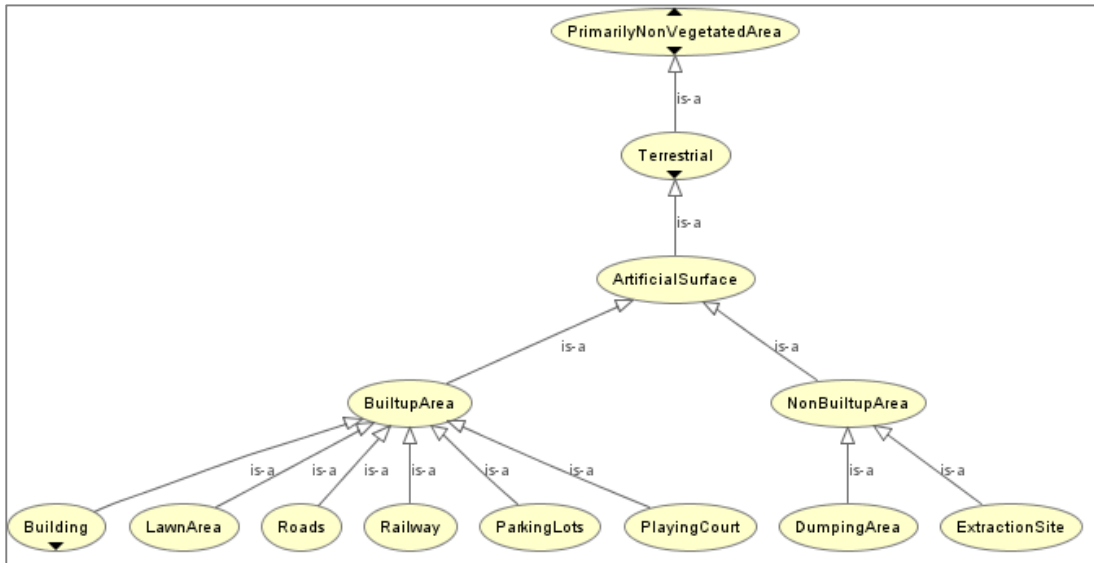 PrimarilyNonVegetatedArea
is-a
Terrestrial
is-a
ArtificialSurface
is-a is-a
BuiltupArea NonBuiltupArea
is-a is-a is-a is-a is-a is-a is-a is-a
Building LawnArea Roads Railway ParkingLots PlayingCourt DumpingArea ExtractionSite